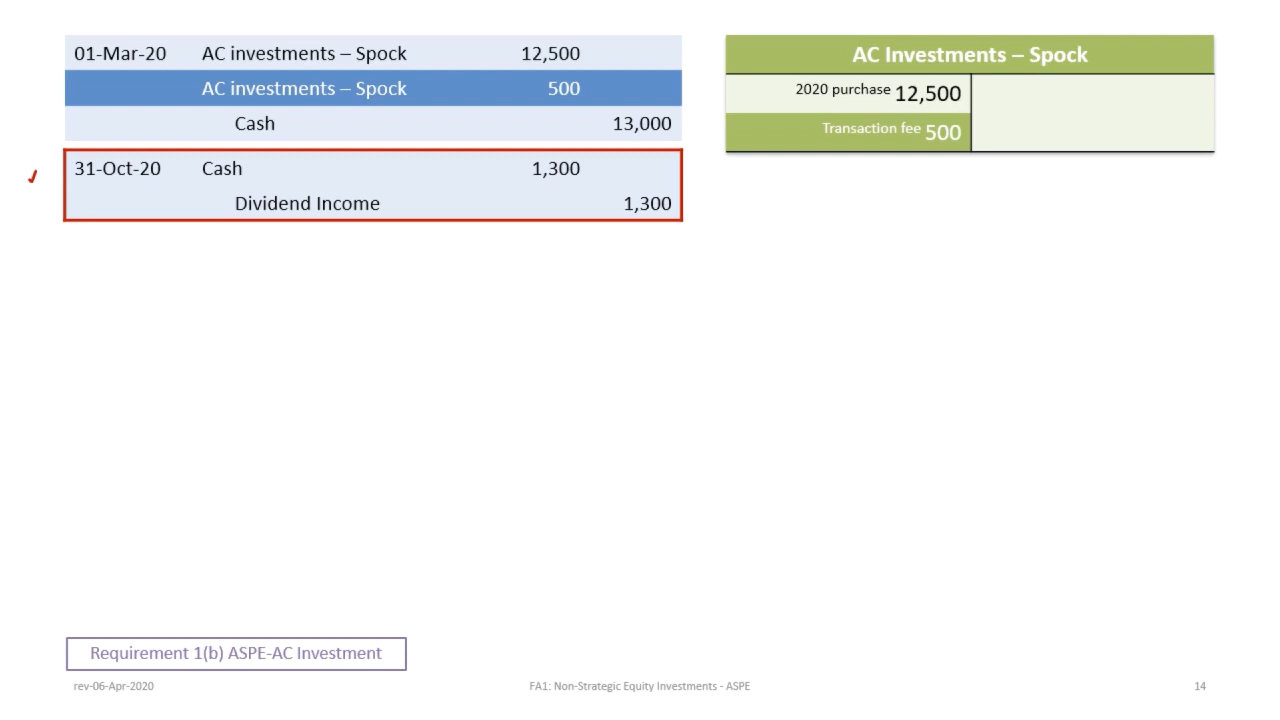 01-Mar-20 AC investments – Spock 12,500
AC investments – Spock 500
Cash 13,000
31-Oct-20 Cash 1,300
Dividend Income 1,300
AC Investments – Spock
2020 purchase 12,500
Transaction fee 500
Requirement 1(b) ASPE-AC Investment
rev-06-Apr-2020 FA1: Non-Strategic Equity Investments - ASPE 14